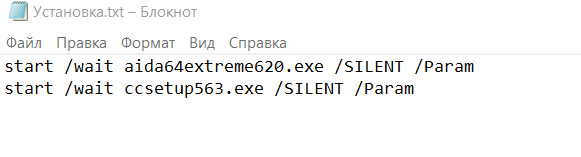 Установка.txt – Блокнот
Файл Правка Формат Вид Справка
start /wait aida64extreme620.exe /SILENT /Param
start /wait ccsetup563.exe /SILENT /Param